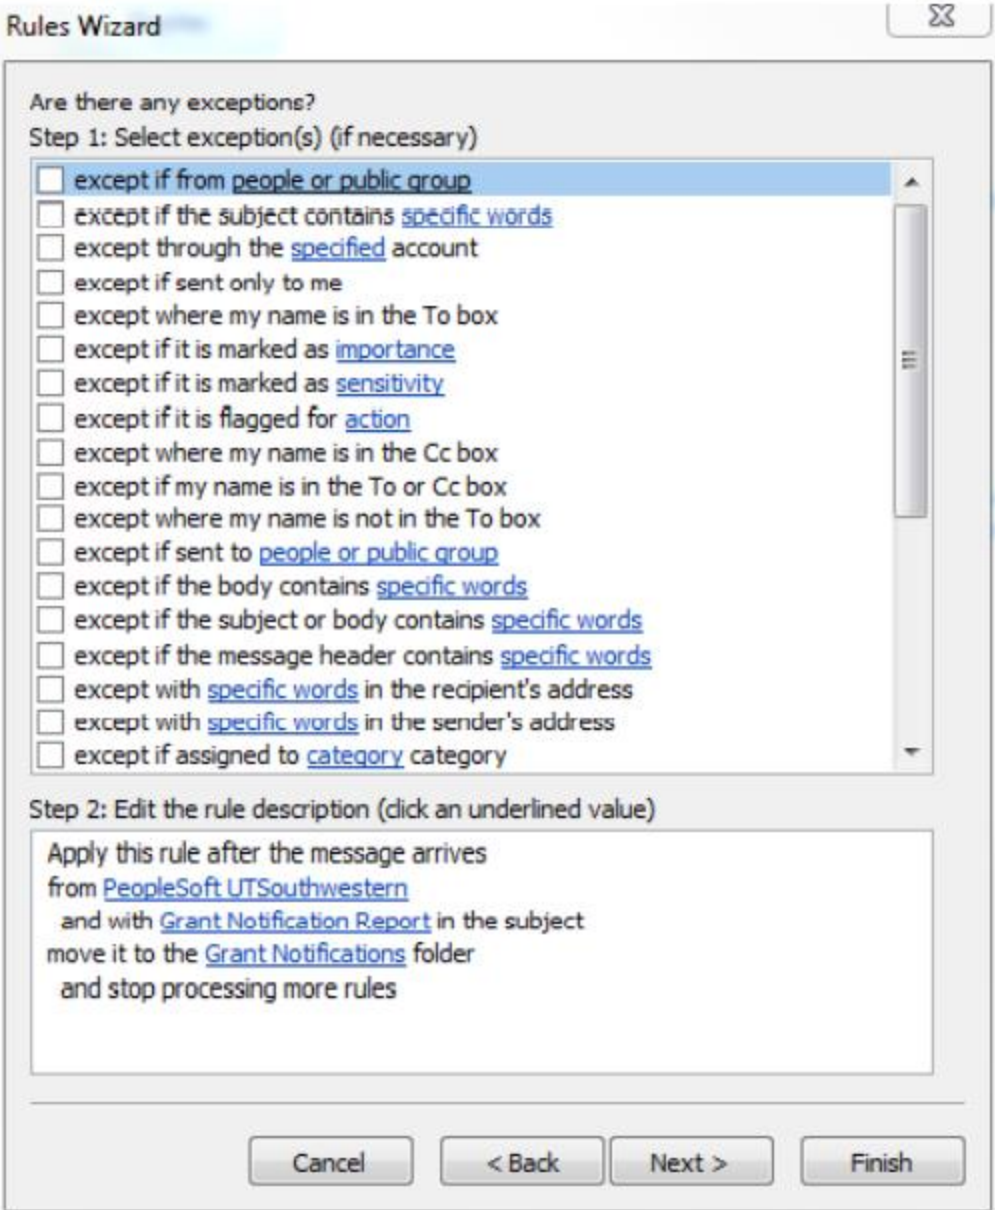 Rules Wizard
Are there any exceptions?
Step 1: Select exception(s) (if necessary)
except if from people or public group
except if the subject contains specific words
except through the specified account
except if sent only to me
except where my name is in the To box
except if it is marked as importance
except if it is marked as sensitivity
except if it is flagged for action
except where my name is in the Cc box
except if my name is in the To or Cc box
except where my name is not in the To box
except if sent to people or public group
except if the body contains specific words
except if the subject or body contains specific words
except if the message header contains specific words
except with specific words in the recipient's address
except with specific words in the sender's address
except if assigned to category category
Step 2: Edit the rule description (click an underlined value)
Apply this rule after the message arrives
from PeopleSoft UTSouthwestern
and with Grant Notification Report in the subject
move it to the Grant Notifications folder
and stop processing more rules
Cancel < Back Next > Finish